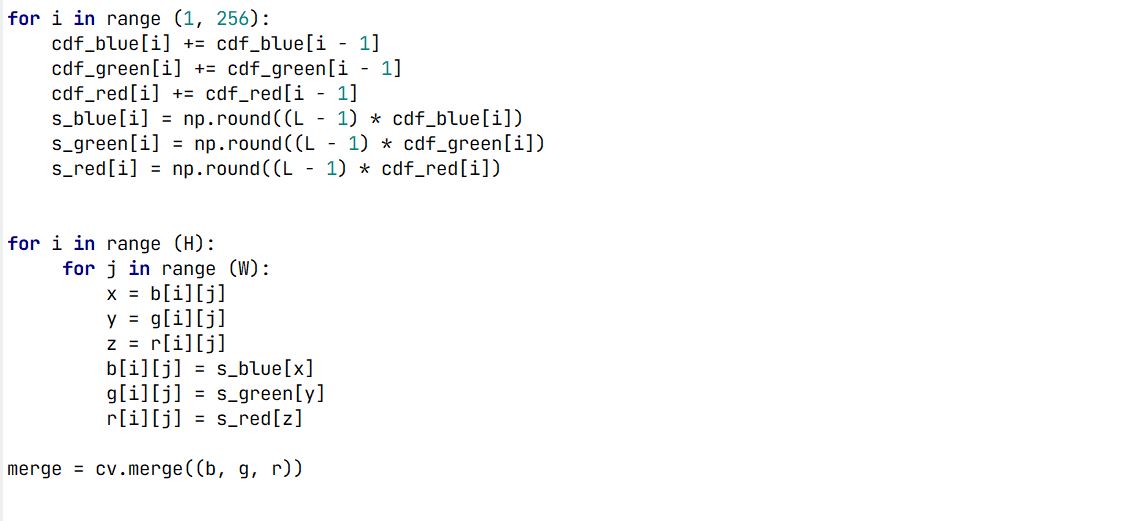 for i in range (1, 256):
    cdf_blue[i] += cdf_blue[i - 1]
    cdf_green[i] += cdf_green[i - 1]
    cdf_red[i] += cdf_red[i - 1]
    s_blue[i] = np.round((L - 1) * cdf_blue[i])
    s_green[i] = np.round((L - 1) * cdf_green[i])
    s_red[i] = np.round((L - 1) * cdf_red[i])
for i in range (H):
     for j in range (W):
         x = b[i][j]
         y = g[i][j]
         z = r[i][j]
         b[i][j] = s_blue[x]
         g[i][j] = s_green[y]
         r[i][j] = s_red[z]
merge = cv.merge((b, g, r))